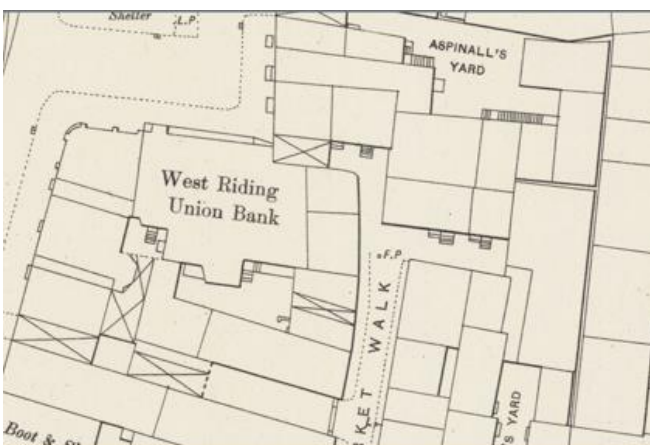 Shelter
L.P
ASPINALL'S
YARD
West Riding
Union Bank
F.P
KET WALK
'S YARD
Boot &